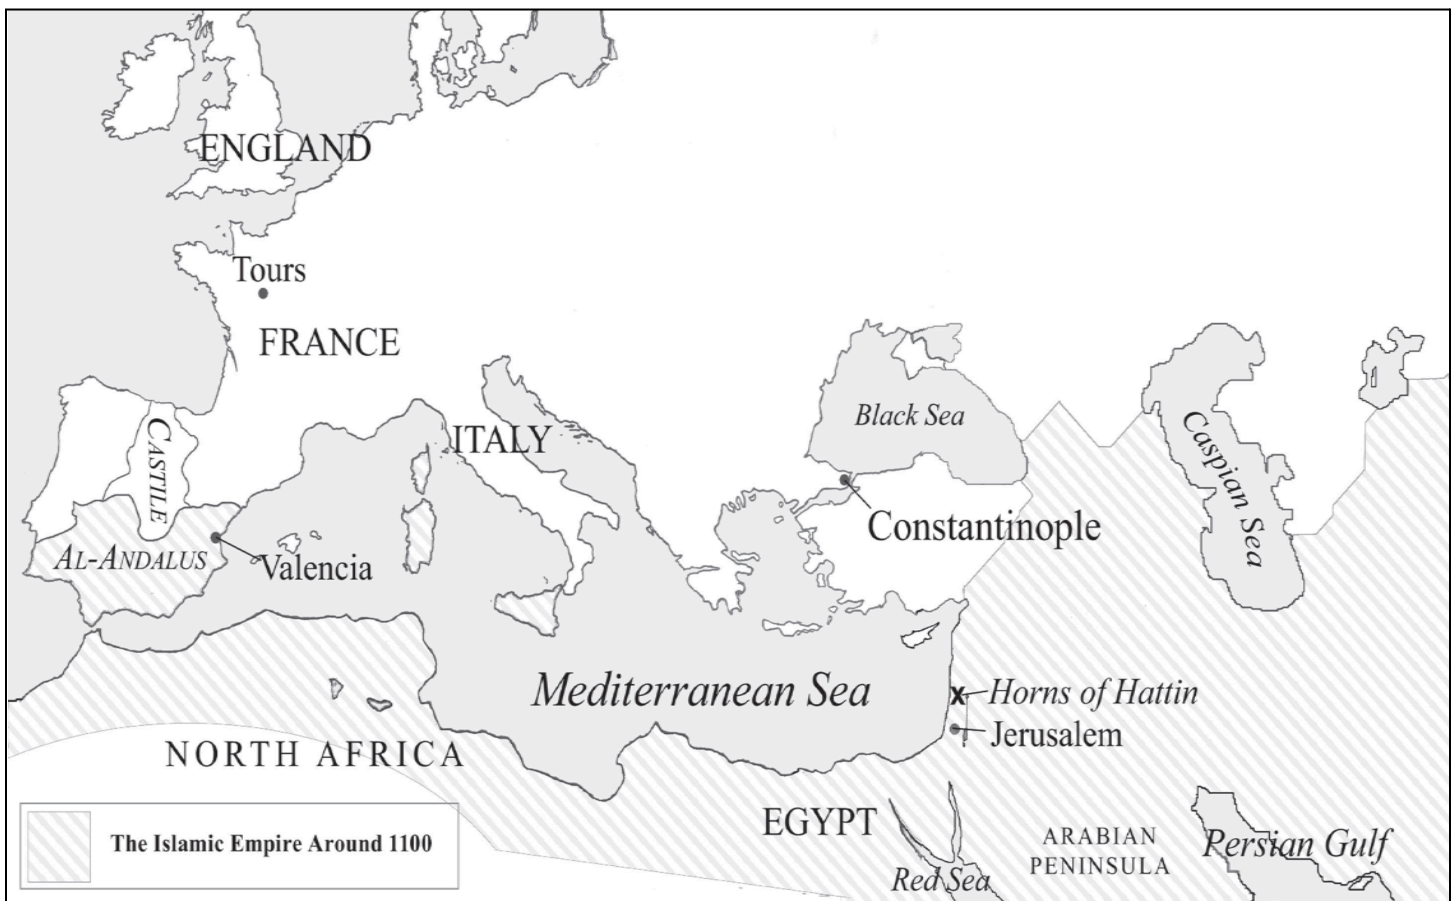 ENGLAND
Tours
FRANCE
CASTILE
ITALY
Black Sea
Caspian Sea
Constantinople
AL-ANDALUS
Valencia
Mediterranean Sea
Horns of Hattin
Jerusalem
NORTH AFRICA
EGYPT
ARABIAN
PENINSULA
Persian Gulf
Red Sea
The Islamic Empire Around 1100